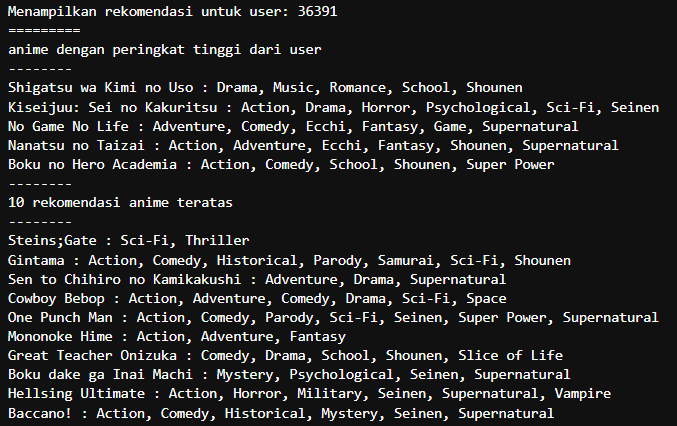 Menampilkan rekomendasi untuk user: 36391
=========
anime dengan peringkat tinggi dari user
--------
Shigatsu wa Kimi no Uso : Drama, Music, Romance, School, Shounen
Kiseijuu: Sei no Kakuritsu : Action, Drama, Horror, Psychological, Sci-Fi, Seinen
No Game No Life : Adventure, Comedy, Ecchi, Fantasy, Game, Supernatural
Nanatsu no Taizai : Action, Adventure, Ecchi, Fantasy, Shounen, Supernatural
Boku no Hero Academia : Action, Comedy, School, Shounen, Super Power
--------
10 rekomendasi anime teratas
--------
Steins;Gate : Sci-Fi, Thriller
Gintama : Action, Comedy, Historical, Parody, Samurai, Sci-Fi, Shounen
Sen to Chihiro no Kamikakushi : Adventure, Drama, Supernatural
Cowboy Bebop : Action, Adventure, Comedy, Drama, Sci-Fi, Space
One Punch Man : Action, Comedy, Parody, Sci-Fi, Seinen, Super Power, Supernatural
Mononoke Hime : Action, Adventure, Fantasy
Great Teacher Onizuka : Comedy, Drama, School, Shounen, Slice of Life
Boku dake ga Inai Machi : Mystery, Psychological, Seinen, Supernatural
Hellsing Ultimate : Action, Horror, Military, Seinen, Supernatural, Vampire
Baccano! : Action, Comedy, Historical, Mystery, Seinen, Supernatural